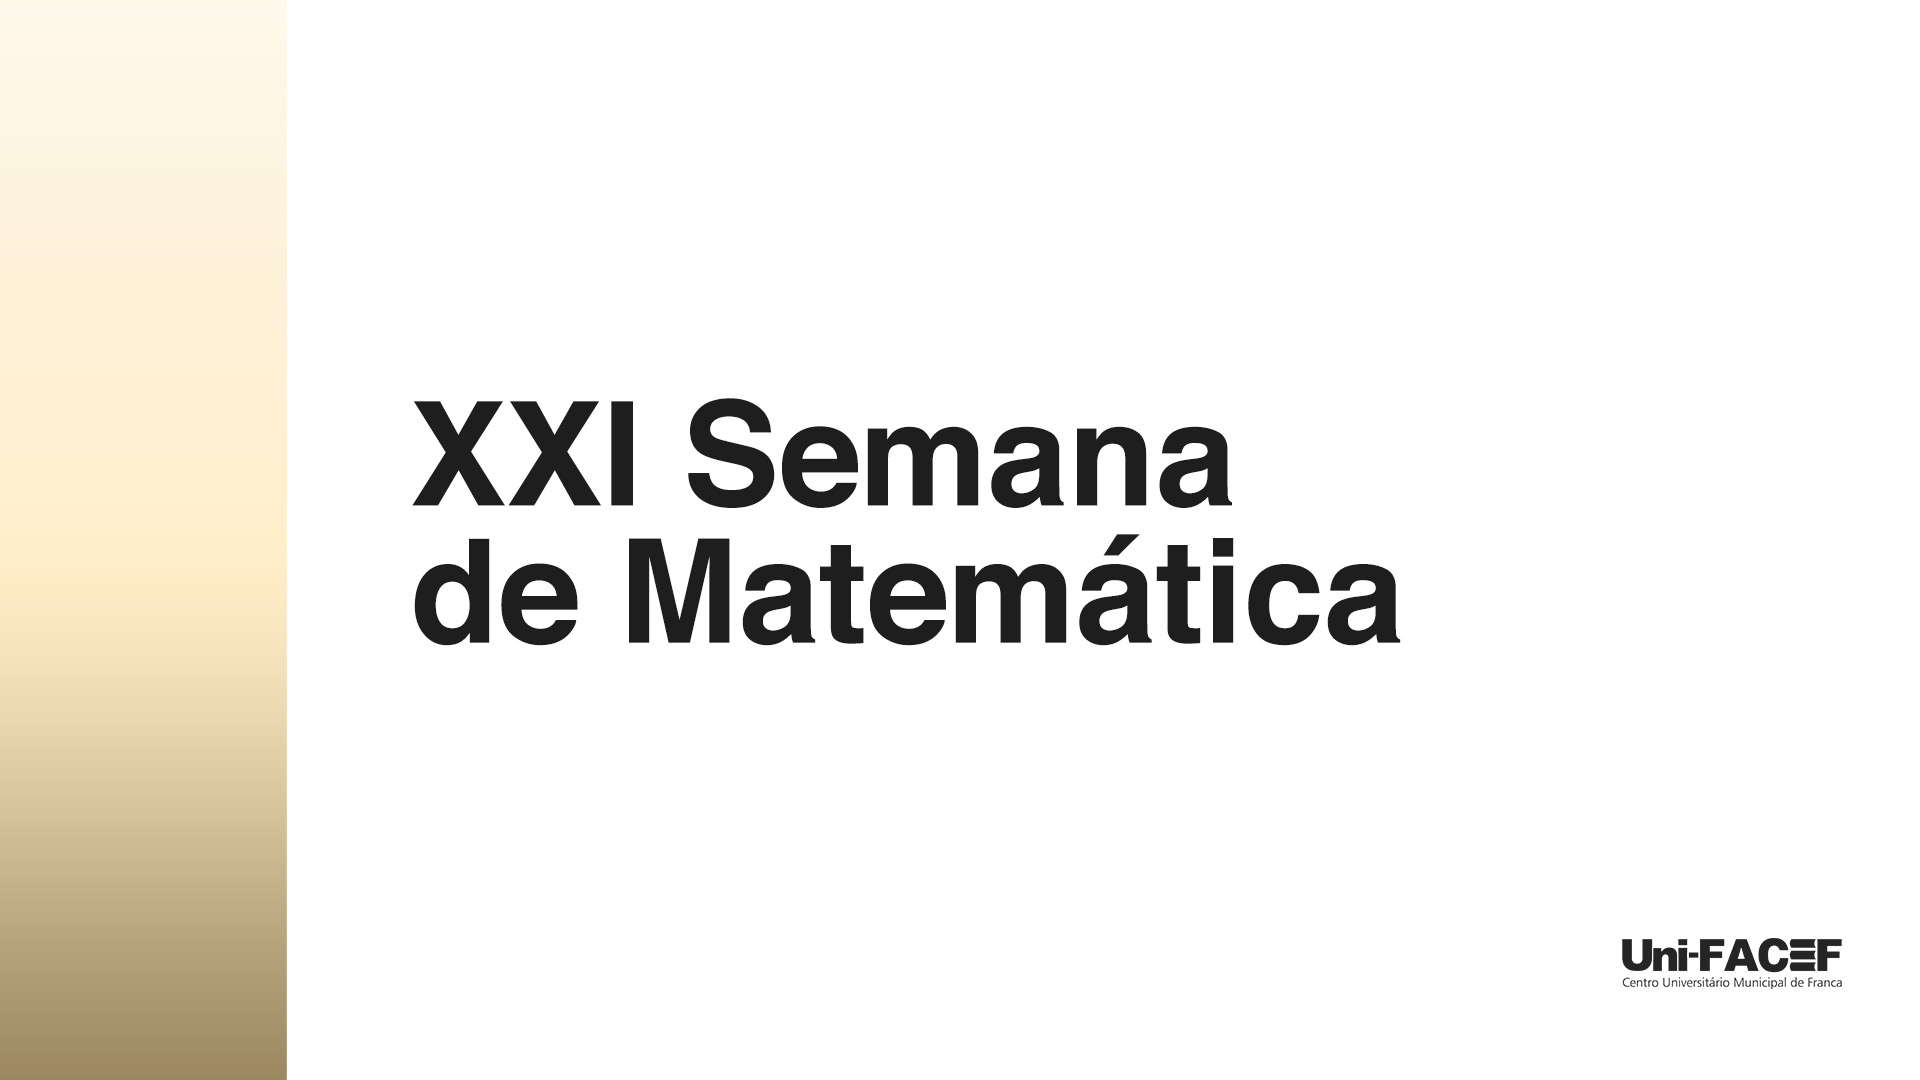 XXI Semana
de Matemática
Uni-FACEF
Centro Universitário Municipal de Franca